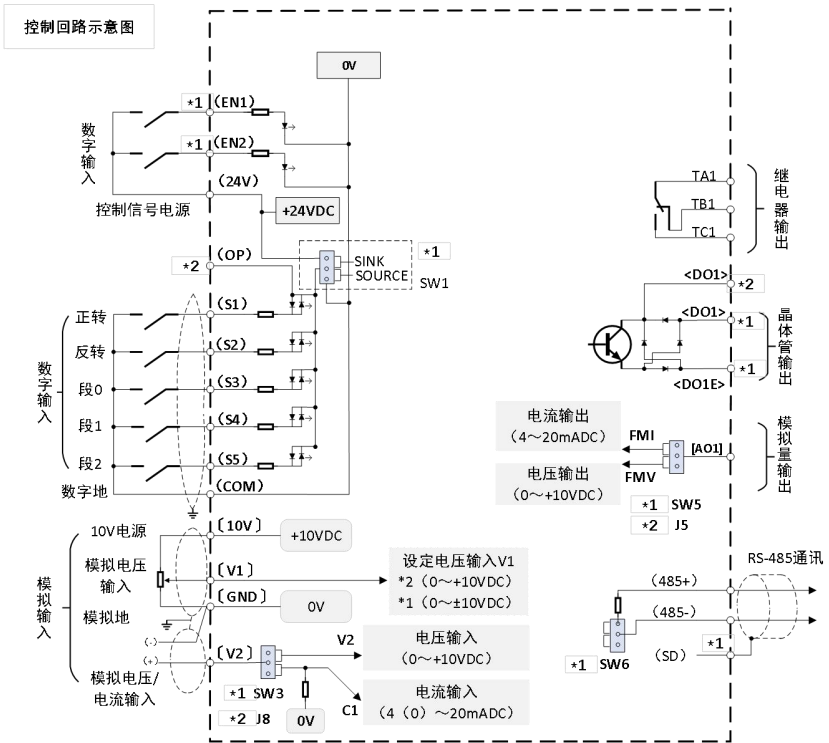 控制回路示意图
0V
*1 (EN1)
*1 (EN2)
数字输入
(24V)
控制信号电源
+24VDC
(OP)
*2
SINK
SOURCE
*1
SW1
正转
(S1)
反转
(S2)
段0
(S3)
段1
(S4)
段2
(S5)
数字输入
数字地
(COM)
TA1
TB1
TC1
继电器输出
<DO1>
*2
<DO1>
*1
*1
<DO1E>
晶体管输出
电流输出
(4~20mADC)
FMI
电压输出
(0~+10VDC)
FMV
[AO1]
模拟量输出
*1 SW5
*2 J5
10V电源
〔10V〕
+10VDC
模拟电压
输入
〔V1〕
设定电压输入V1
*2（0~+10VDC）
*1（0~±10VDC）
〔GND〕
0V
模拟地
模拟输入
(-)
(+)
〔V2〕
模拟电压/
电流输入
*1 SW3
*2 J8
0V
V2
电压输入
(0~+10VDC)
C1
电流输入
(4（0）~20mADC)
RS-485通讯
(485+)
(485-)
*1
(SD)
*1 SW6